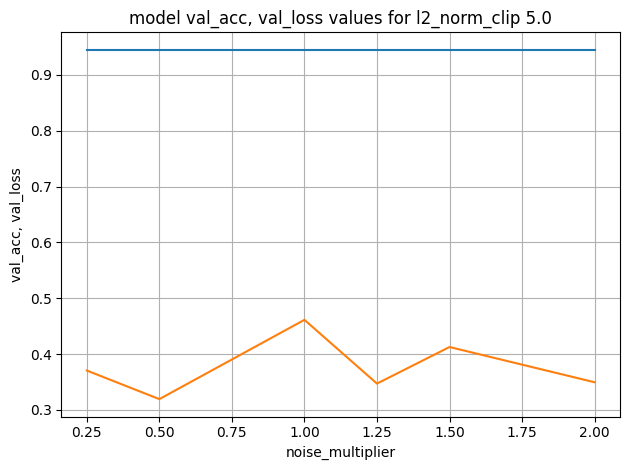 model val_acc, val_loss values for l2_norm_clip 5.0
val_acc, val_loss
0.9
0.8
0.7
0.6
0.5
0.4
0.3
0.25 0.50 0.75 1.00 1.25 1.50 1.75 2.00
noise_multiplier